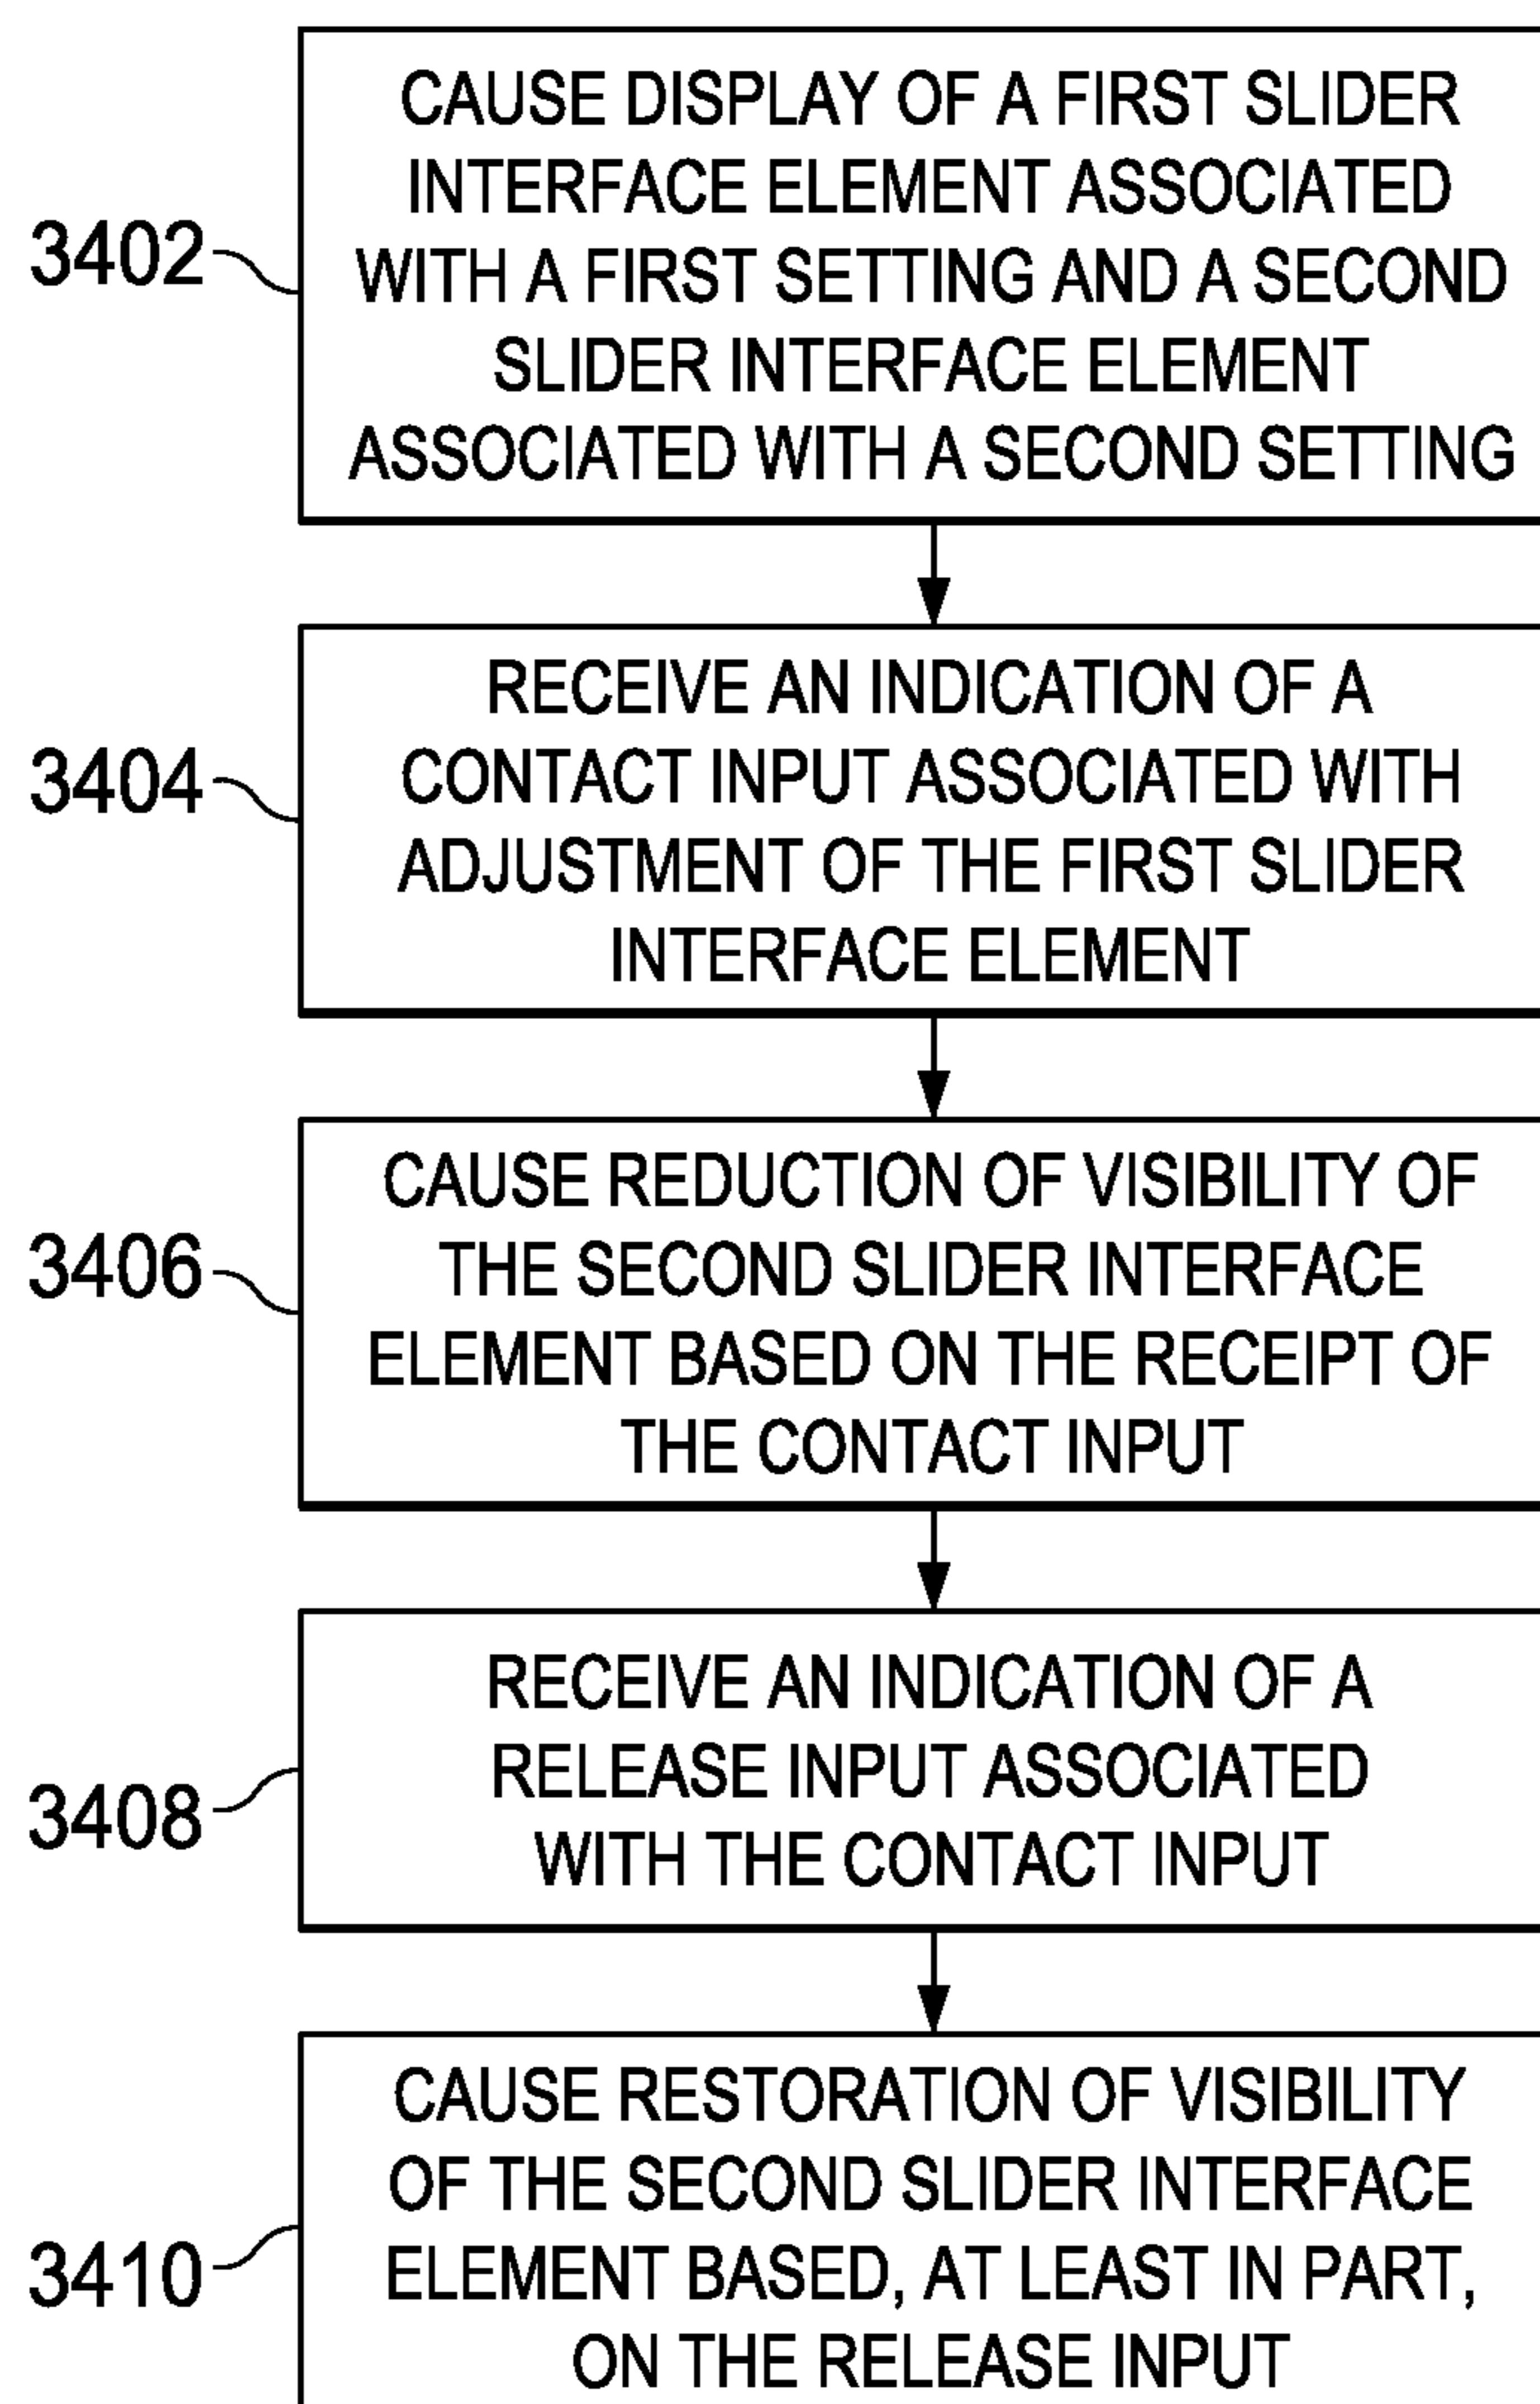 CAUSE DISPLAY OF A FIRST SLIDER
INTERFACE ELEMENT ASSOCIATED
3402
WITH A FIRST SETTING AND A SECOND
SLIDER INTERFACE ELEMENT
ASSOCIATED WITH A SECOND SETTING
RECEIVE AN INDICATION OF A
3404
CONTACT INPUT ASSOCIATED WITH
ADJUSTMENT OF THE FIRST SLIDER
INTERFACE ELEMENT
CAUSE REDUCTION OF VISIBILITY OF
3406
THE SECOND SLIDER INTERFACE
ELEMENT BASED ON THE RECEIPT OF
THE CONTACT INPUT
RECEIVE AN INDICATION OF A
RELEASE INPUT ASSOCIATED
3408
WITH THE CONTACT INPUT
CAUSE RESTORATION OF VISIBILITY
OF THE SECOND SLIDER INTERFACE
3410
ELEMENT BASED, AT LEAST IN PART,
ON THE RELEASE INPUT